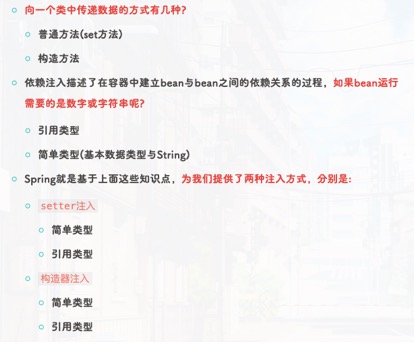 向一个类中传递数据的方式有几种?
普通方法(set方法)
构造方法
依赖注入描述了在容器中建立bean与bean之间的依赖关系的过程，如果bean运行
需要的是数字或字符串呢?
引用类型
简单类型(基本数据类型与String)
Spring就是基于上面这些知识点，为我们提供了两种注入方式，分别是:
setter注入
简单类型
引用类型
构造器注入
简单类型
引用类型